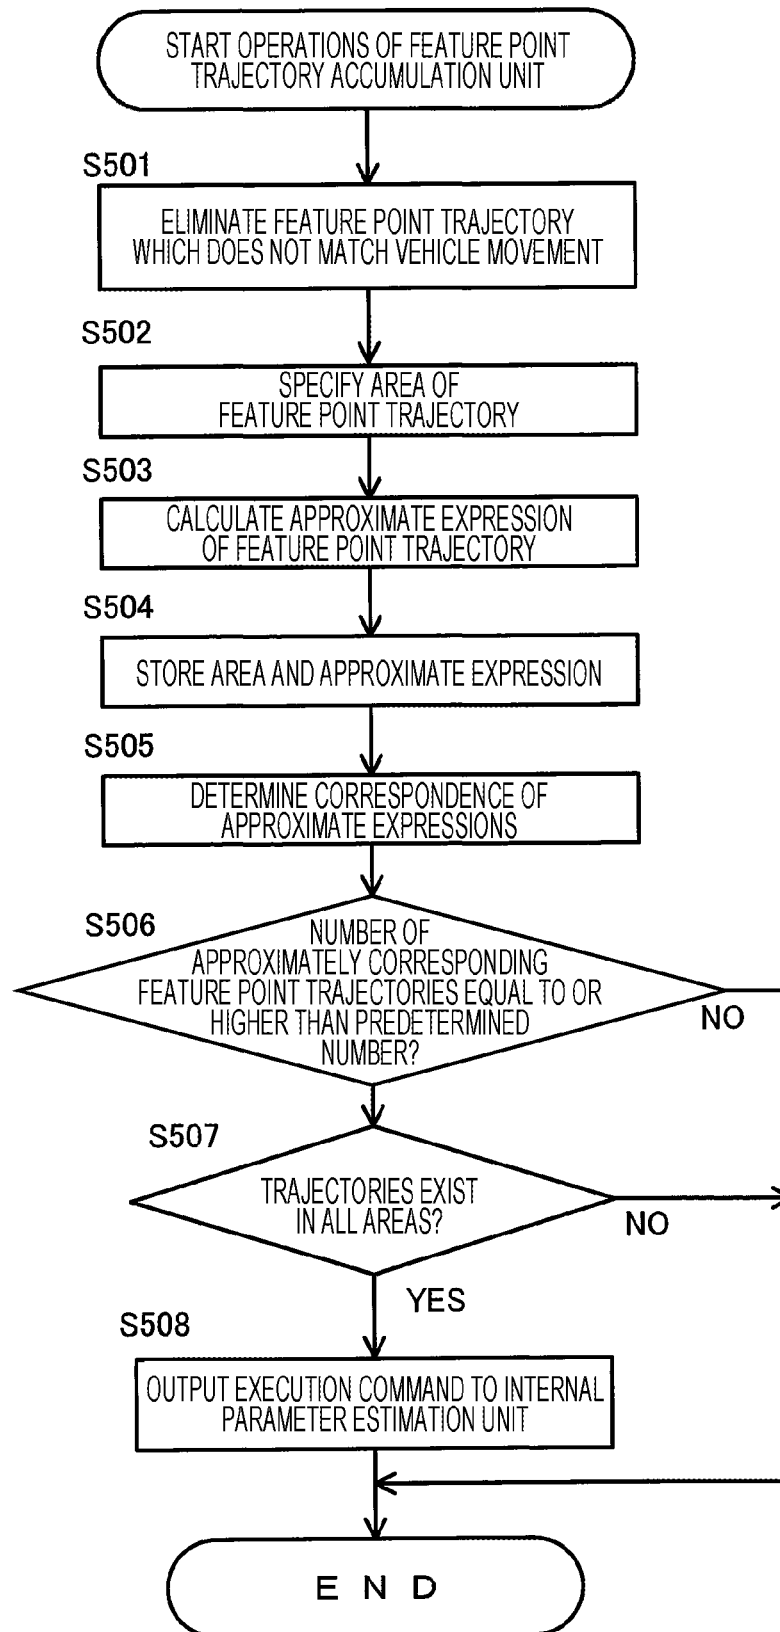 START OPERATIONS OF FEATURE POINT
TRAJECTORY ACCUMULATION UNIT
S501
ELIMINATE FEATURE POINT TRAJECTORY
WHICH DOES NOT MATCH VEHICLE MOVEMENT
S502
SPECIFY AREA OF
FEATURE POINT TRAJECTORY
S503
CALCULATE APPROXIMATE EXPRESSION
OF FEATURE POINT TRAJECTORY
S504
STORE AREA AND APPROXIMATE EXPRESSION
S505
DETERMINE CORRESPONDENCE OF
APPROXIMATE EXPRESSIONS
S506
NUMBER OF
APPROXIMATELY CORRESPONDING
FEATURE POINT TRAJECTORIES EQUAL TO OR
HIGHER THAN PREDETERMINED
NUMBER?
NO
S507
TRAJECTORIES EXIST
IN ALL AREAS?
NO
YES
S508
OUTPUT EXECUTION COMMAND TO INTERNAL
PARAMETER ESTIMATION UNIT
END